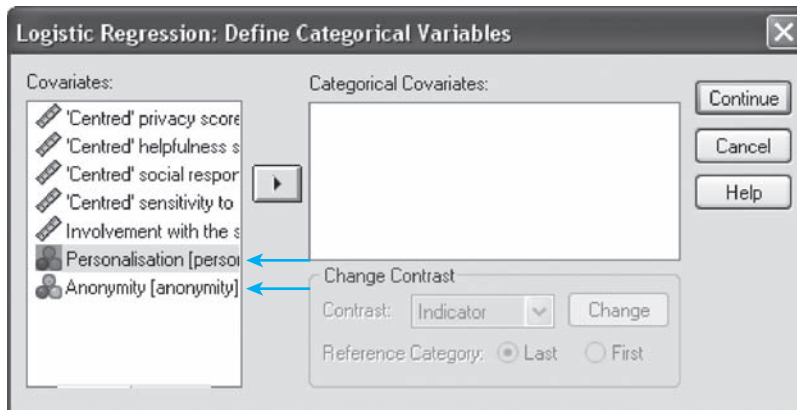 Logistic Regression: Define Categorical Variables
Covariates:
'Centred' privacy score
'Centred' helpfulness s
'Centred' social respor
'Centred' sensitivity to
Involvement with the s
Personalisation [person
Anonymity [anonymity]
Categorical Covariates:
Continue
Cancel
Help
Change Contrast
Contrast: Indicator Change
Reference Category: Last First